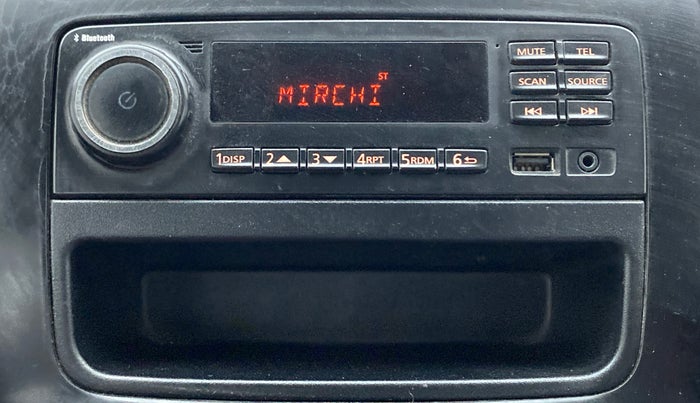 Bluetooth
ST
MIRCHI
MUTE TEL
SCAN SOURCE
1DISP 2 3 4RPT 5RDM 6